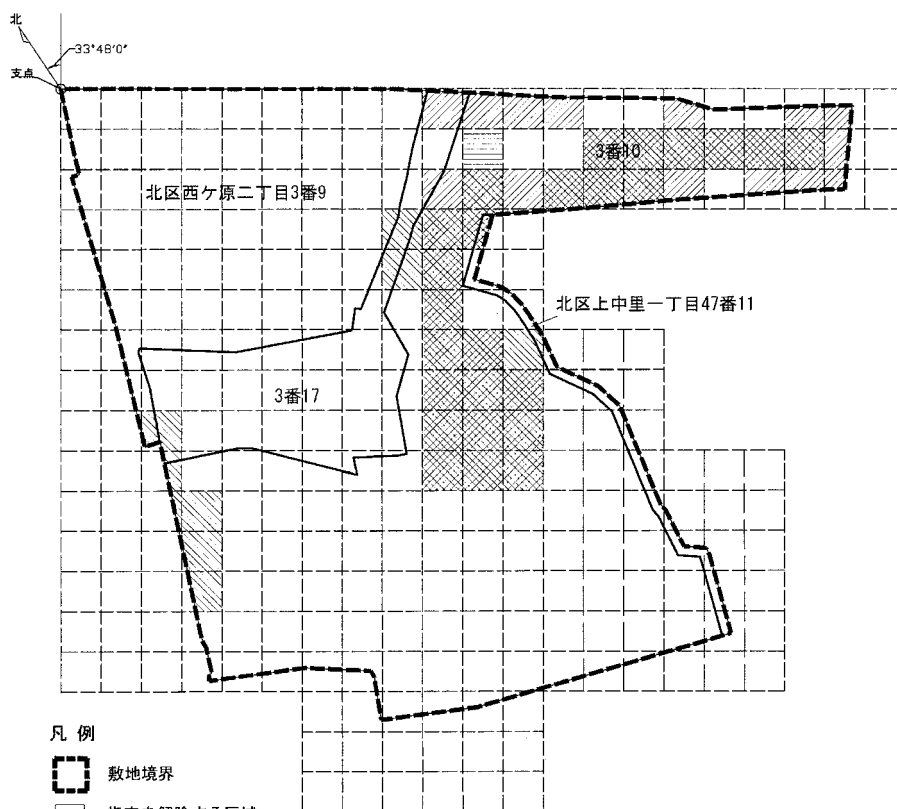 北
33°48'0"
支点
3番10
北区西ケ原二丁目3番9
北区上中里一丁目47番11
3番17
凡 例
敷地境界